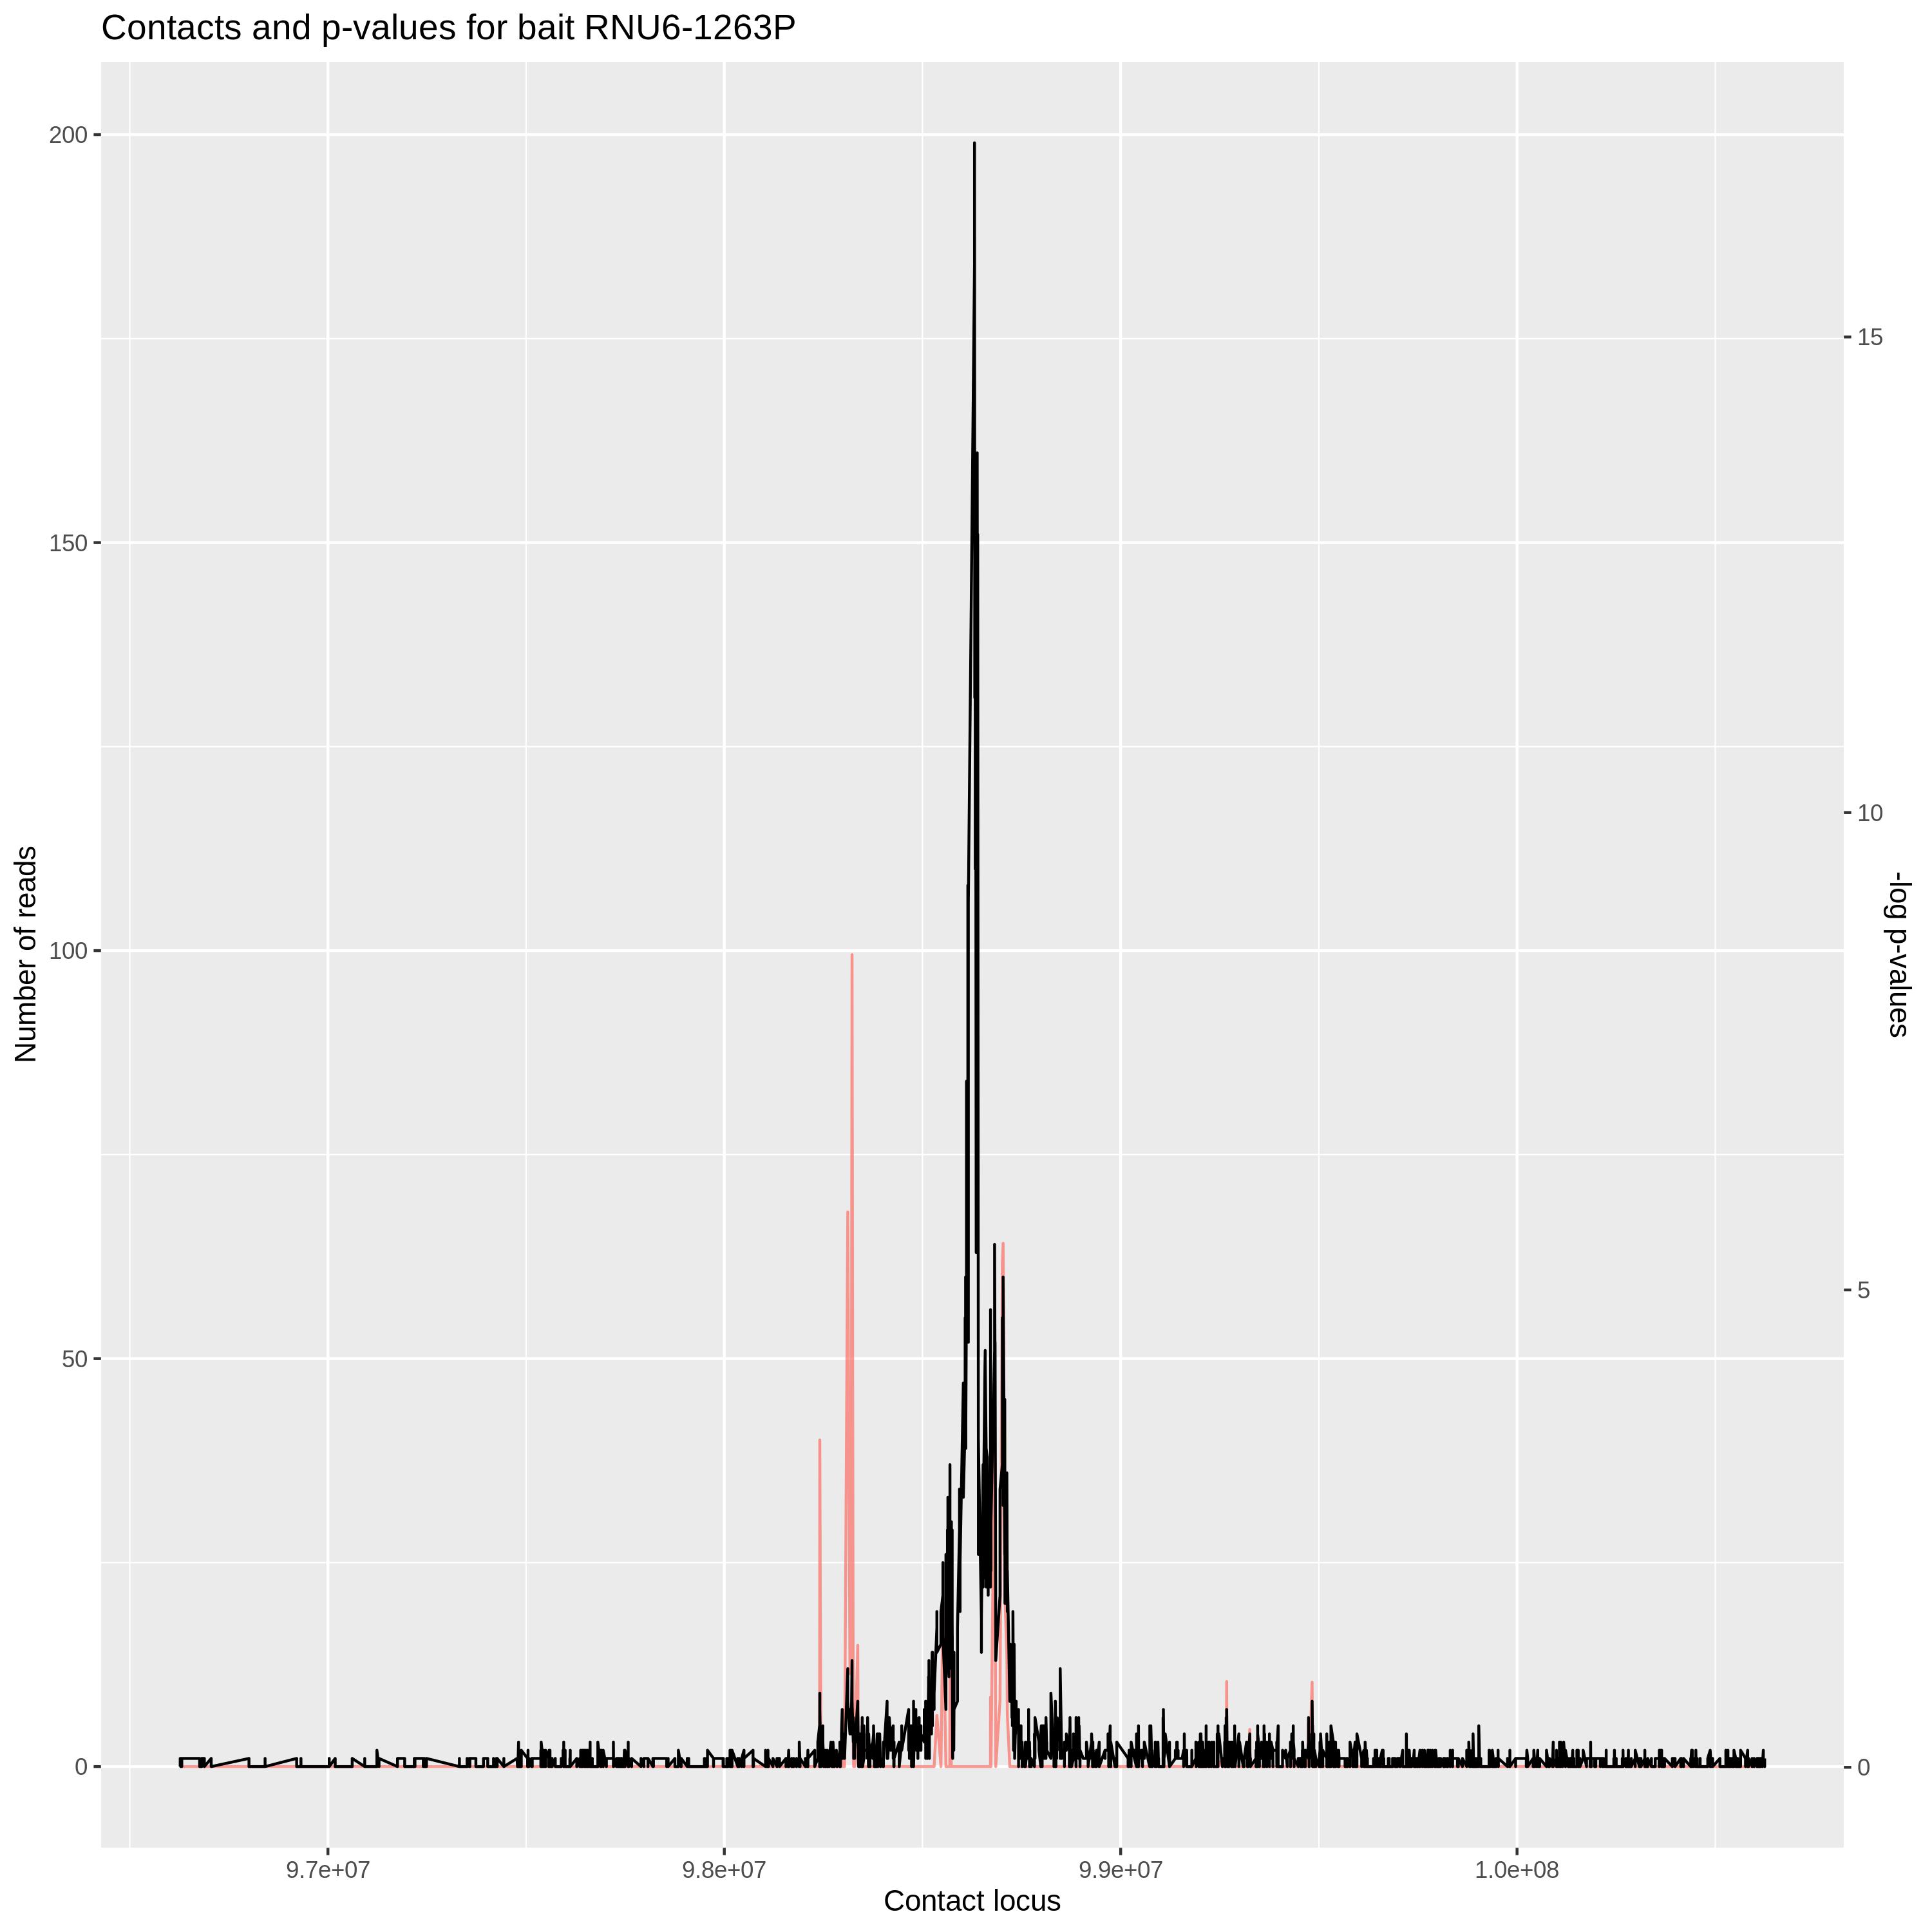 Contacts and p-values for bait RNU6-1263P
200
150
100
50
0
Number of reads
15
10
5
0
-log p-values
9.7e+07
9.8e+07
9.9e+07
1.0e+08
Contact locus